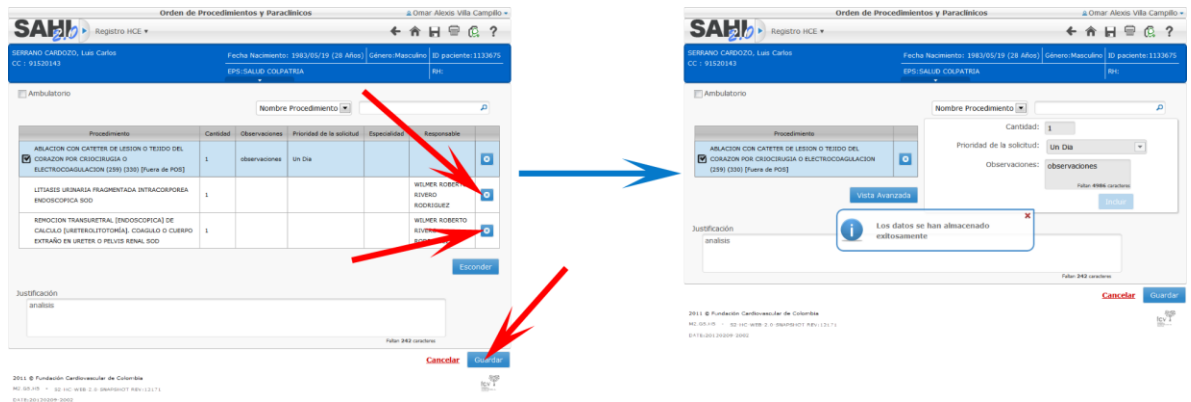 Orden de Procedimientos y Paraclínicos
Omar Alexis Villa Campillo
SAHI 2.0
Registro HCE
?
SERRANO CARDOZO, Luis Carlos
CC : 91520143
Fecha Nacimiento: 1983/05/19 (28 Años)
Género:Masculino
ID paciente:1133675
EPS:SALUD COLPATRIA
RH:
Ambulatorio
Nombre Procedimiento
Procedimiento
Cantidad
Observaciones
Prioridad de la solicitud
Especialidad
Responsable
ABLACION CON CATETER DE LESION O TEJIDO DEL
CORAZON POR CRIOCIRUGIA O
ELECTROCOAGULACION (259) (330) [Fuera de POS]
1
observaciones
Un Dia
LITIASIS URINARIA FRAGMENTADA INTRACORPOREA
ENDOSCOPICA SOD
1
WILMER ROBERTO
RIVERO
RODRIGUEZ
REMOCION TRANSURETRAL [ENDOSCOPICA] DE
CALCULO [URETEROLITOTOMÍA]. COAGULO O CUERPO
EXTRAÑO EN URETER O PELVIS RENAL SOD
1
WILMER ROBERTO
Esconder
Justificación
analisis
Faltan 342 caracteres
Cancelar
Guardar
2011 @ Fundación Cardiovascular de Colombia
Orden de Procedimientos y Paraclínicos
Omar Alexis Villa Campillo
SAHI 2.0
Registro HCE
?
SERRANO CARDOZO, Luis Carlos
CC : 91520143
Fecha Nacimiento: 1983/05/19 (28 Años)
Género:Masculino
ID paciente:1133675
EPS:SALUD COLPATRIA
RH:
Ambulatorio
Nombre Procedimiento
Procedimiento
ABLACION CON CATETER DE LESION O TEJIDO DEL
CORAZON POR CRIOCIRUGIA O ELECTROCOAGULACION
(259) (330) [Fuera de POS]
Cantidad: 1
Prioridad de la solicitud: Un Dia
Observaciones: observaciones
Faltan 4986 caracteres
Incluir
Vista Avanzada
Los datos se han almacenado
exitosamente
Justificación
analisis
Faltan 342 caracteres
Cancelar
Guardar
2011 @ Fundación Cardiovascular de Colombia